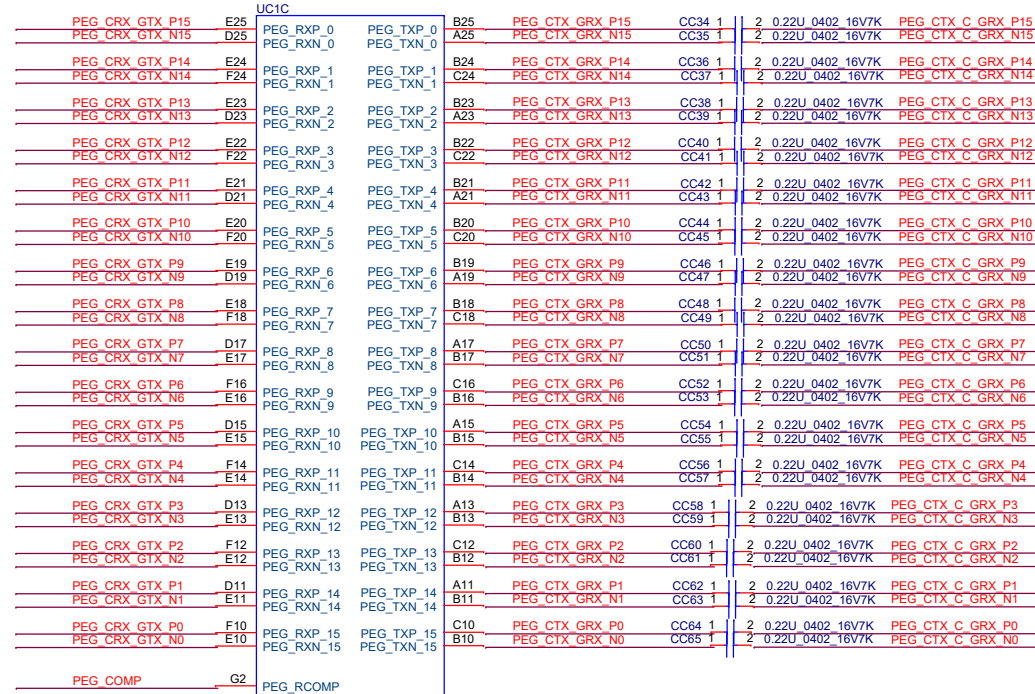 UC1C
PEG_CRX_GTX_P15 E25 PEG_RXP_0 PEG_TXP_0 B25 PEG_CTX_GRX_P15 CC34 1 2 0.22U_0402_16V7K PEG_CTX_C_GRX_P15
PEG_CRX_GTX_N15 D25 PEG_RXN_0 PEG_TXN_0 A25 PEG_CTX_GRX_N15 CC35 1 2 0.22U_0402_16V7K PEG_CTX_C_GRX_N15
PEG_CRX_GTX_P14 E24 PEG_RXP_1 PEG_TXP_1 B24 PEG_CTX_GRX_P14 CC36 1 2 0.22U_0402_16V7K PEG_CTX_C_GRX_P14
PEG_CRX_GTX_N14 F24 PEG_RXN_1 PEG_TXN_1 C24 PEG_CTX_GRX_N14 CC37 1 2 0.22U_0402_16V7K PEG_CTX_C_GRX_N14
PEG_CRX_GTX_P13 E23 PEG_RXP_2 PEG_TXP_2 B23 PEG_CTX_GRX_P13 CC38 1 2 0.22U_0402_16V7K PEG_CTX_C_GRX_P13
PEG_CRX_GTX_N13 D23 PEG_RXN_2 PEG_TXN_2 A23 PEG_CTX_GRX_N13 CC39 1 2 0.22U_0402_16V7K PEG_CTX_C_GRX_N13
PEG_CRX_GTX_P12 E22 PEG_RXP_3 PEG_TXP_3 B22 PEG_CTX_GRX_P12 CC40 1 2 0.22U_0402_16V7K PEG_CTX_C_GRX_P12
PEG_CRX_GTX_N12 F22 PEG_RXN_3 PEG_TXN_3 C22 PEG_CTX_GRX_N12 CC41 1 2 0.22U_0402_16V7K PEG_CTX_C_GRX_N12
PEG_CRX_GTX_P11 E21 PEG_RXP_4 PEG_TXP_4 B21 PEG_CTX_GRX_P11 CC42 1 2 0.22U_0402_16V7K PEG_CTX_C_GRX_P11
PEG_CRX_GTX_N11 D21 PEG_RXN_4 PEG_TXN_4 A21 PEG_CTX_GRX_N11 CC43 1 2 0.22U_0402_16V7K PEG_CTX_C_GRX_N11
PEG_CRX_GTX_P10 E20 PEG_RXP_5 PEG_TXP_5 B20 PEG_CTX_GRX_P10 CC44 1 2 0.22U_0402_16V7K PEG_CTX_C_GRX_P10
PEG_CRX_GTX_N10 F20 PEG_RXN_5 PEG_TXN_5 C20 PEG_CTX_GRX_N10 CC45 1 2 0.22U_0402_16V7K PEG_CTX_C_GRX_N10
PEG_CRX_GTX_P9 E19 PEG_RXP_6 PEG_TXP_6 B19 PEG_CTX_GRX_P9 CC46 1 2 0.22U_0402_16V7K PEG_CTX_C_GRX_P9
PEG_CRX_GTX_N9 D19 PEG_RXN_6 PEG_TXN_6 A19 PEG_CTX_GRX_N9 CC47 1 2 0.22U_0402_16V7K PEG_CTX_C_GRX_N9
PEG_CRX_GTX_P8 E18 PEG_RXP_7 PEG_TXP_7 B18 PEG_CTX_GRX_P8 CC48 1 2 0.22U_0402_16V7K PEG_CTX_C_GRX_P8
PEG_CRX_GTX_N8 F18 PEG_RXN_7 PEG_TXN_7 C18 PEG_CTX_GRX_N8 CC49 1 2 0.22U_0402_16V7K PEG_CTX_C_GRX_N8
PEG_CRX_GTX_P7 D17 PEG_RXP_8 PEG_TXP_8 A17 PEG_CTX_GRX_P7 CC50 1 2 0.22U_0402_16V7K PEG_CTX_C_GRX_P7
PEG_CRX_GTX_N7 E17 PEG_RXN_8 PEG_TXN_8 B17 PEG_CTX_GRX_N7 CC51 1 2 0.22U_0402_16V7K PEG_CTX_C_GRX_N7
PEG_CRX_GTX_P6 F16 PEG_RXP_9 PEG_TXP_9 C16 PEG_CTX_GRX_P6 CC52 1 2 0.22U_0402_16V7K PEG_CTX_C_GRX_P6
PEG_CRX_GTX_N6 E16 PEG_RXN_9 PEG_TXN_9 B16 PEG_CTX_GRX_N6 CC53 1 2 0.22U_0402_16V7K PEG_CTX_C_GRX_N6
PEG_CRX_GTX_P5 D15 PEG_RXP_10 PEG_TXP_10 A15 PEG_CTX_GRX_P5 CC54 1 2 0.22U_0402_16V7K PEG_CTX_C_GRX_P5
PEG_CRX_GTX_N5 E15 PEG_RXN_10 PEG_TXN_10 B15 PEG_CTX_GRX_N5 CC55 1 2 0.22U_0402_16V7K PEG_CTX_C_GRX_N5
PEG_CRX_GTX_P4 F14 PEG_RXP_11 PEG_TXP_11 C14 PEG_CTX_GRX_P4 CC56 1 2 0.22U_0402_16V7K PEG_CTX_C_GRX_P4
PEG_CRX_GTX_N4 E14 PEG_RXN_11 PEG_TXN_11 B14 PEG_CTX_GRX_N4 CC57 1 2 0.22U_0402_16V7K PEG_CTX_C_GRX_N4
PEG_CRX_GTX_P3 D13 PEG_RXP_12 PEG_TXP_12 A13 PEG_CTX_GRX_P3 CC58 1 2 0.22U_0402_16V7K PEG_CTX_C_GRX_P3
PEG_CRX_GTX_N3 E13 PEG_RXN_12 PEG_TXN_12 B13 PEG_CTX_GRX_N3 CC59 1 2 0.22U_0402_16V7K PEG_CTX_C_GRX_N3
PEG_CRX_GTX_P2 F12 PEG_RXP_13 PEG_TXP_13 C12 PEG_CTX_GRX_P2 CC60 1 2 0.22U_0402_16V7K PEG_CTX_C_GRX_P2
PEG_CRX_GTX_N2 E12 PEG_RXN_13 PEG_TXN_13 B12 PEG_CTX_GRX_N2 CC61 1 2 0.22U_0402_16V7K PEG_CTX_C_GRX_N2
PEG_CRX_GTX_P1 D11 PEG_RXP_14 PEG_TXP_14 A11 PEG_CTX_GRX_P1 CC62 1 2 0.22U_0402_16V7K PEG_CTX_C_GRX_P1
PEG_CRX_GTX_N1 E11 PEG_RXN_14 PEG_TXN_14 B11 PEG_CTX_GRX_N1 CC63 1 2 0.22U_0402_16V7K PEG_CTX_C_GRX_N1
PEG_CRX_GTX_P0 F10 PEG_RXP_15 PEG_TXP_15 C10 PEG_CTX_GRX_P0 CC64 1 2 0.22U_0402_16V7K PEG_CTX_C_GRX_P0
PEG_CRX_GTX_N0 E10 PEG_RXN_15 PEG_TXN_15 B10 PEG_CTX_GRX_N0 CC65 1 2 0.22U_0402_16V7K PEG_CTX_C_GRX_N0
PEG_COMP G2 PEG_RCOMP